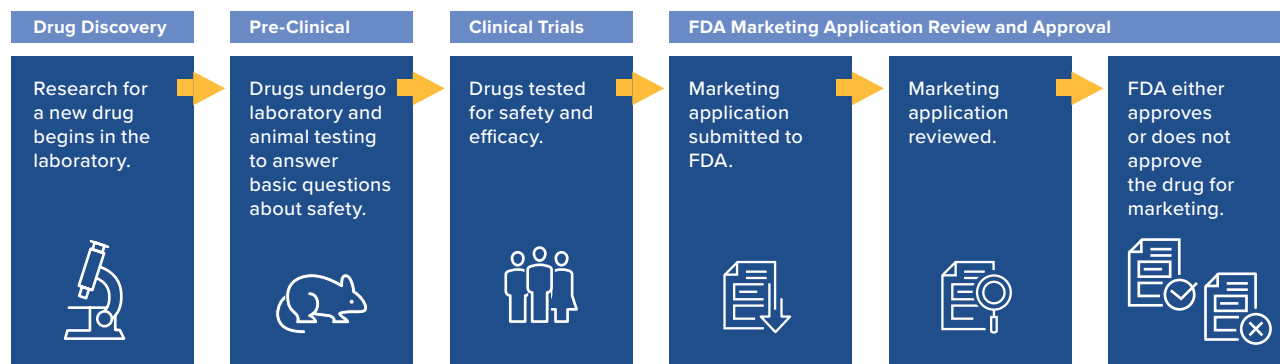 Drug Discovery
Pre-Clinical
Clinical Trials
FDA Marketing Application Review and Approval
Research for
a new drug
begins in the
laboratory.
Drugs undergo
laboratory and
animal testing
to answer
basic questions
about safety.
Drugs tested
for safety and
efficacy.
Marketing
application
submitted to
FDA.
Marketing
application
reviewed.
FDA either
approves
or does not
approve
the drug for
marketing.